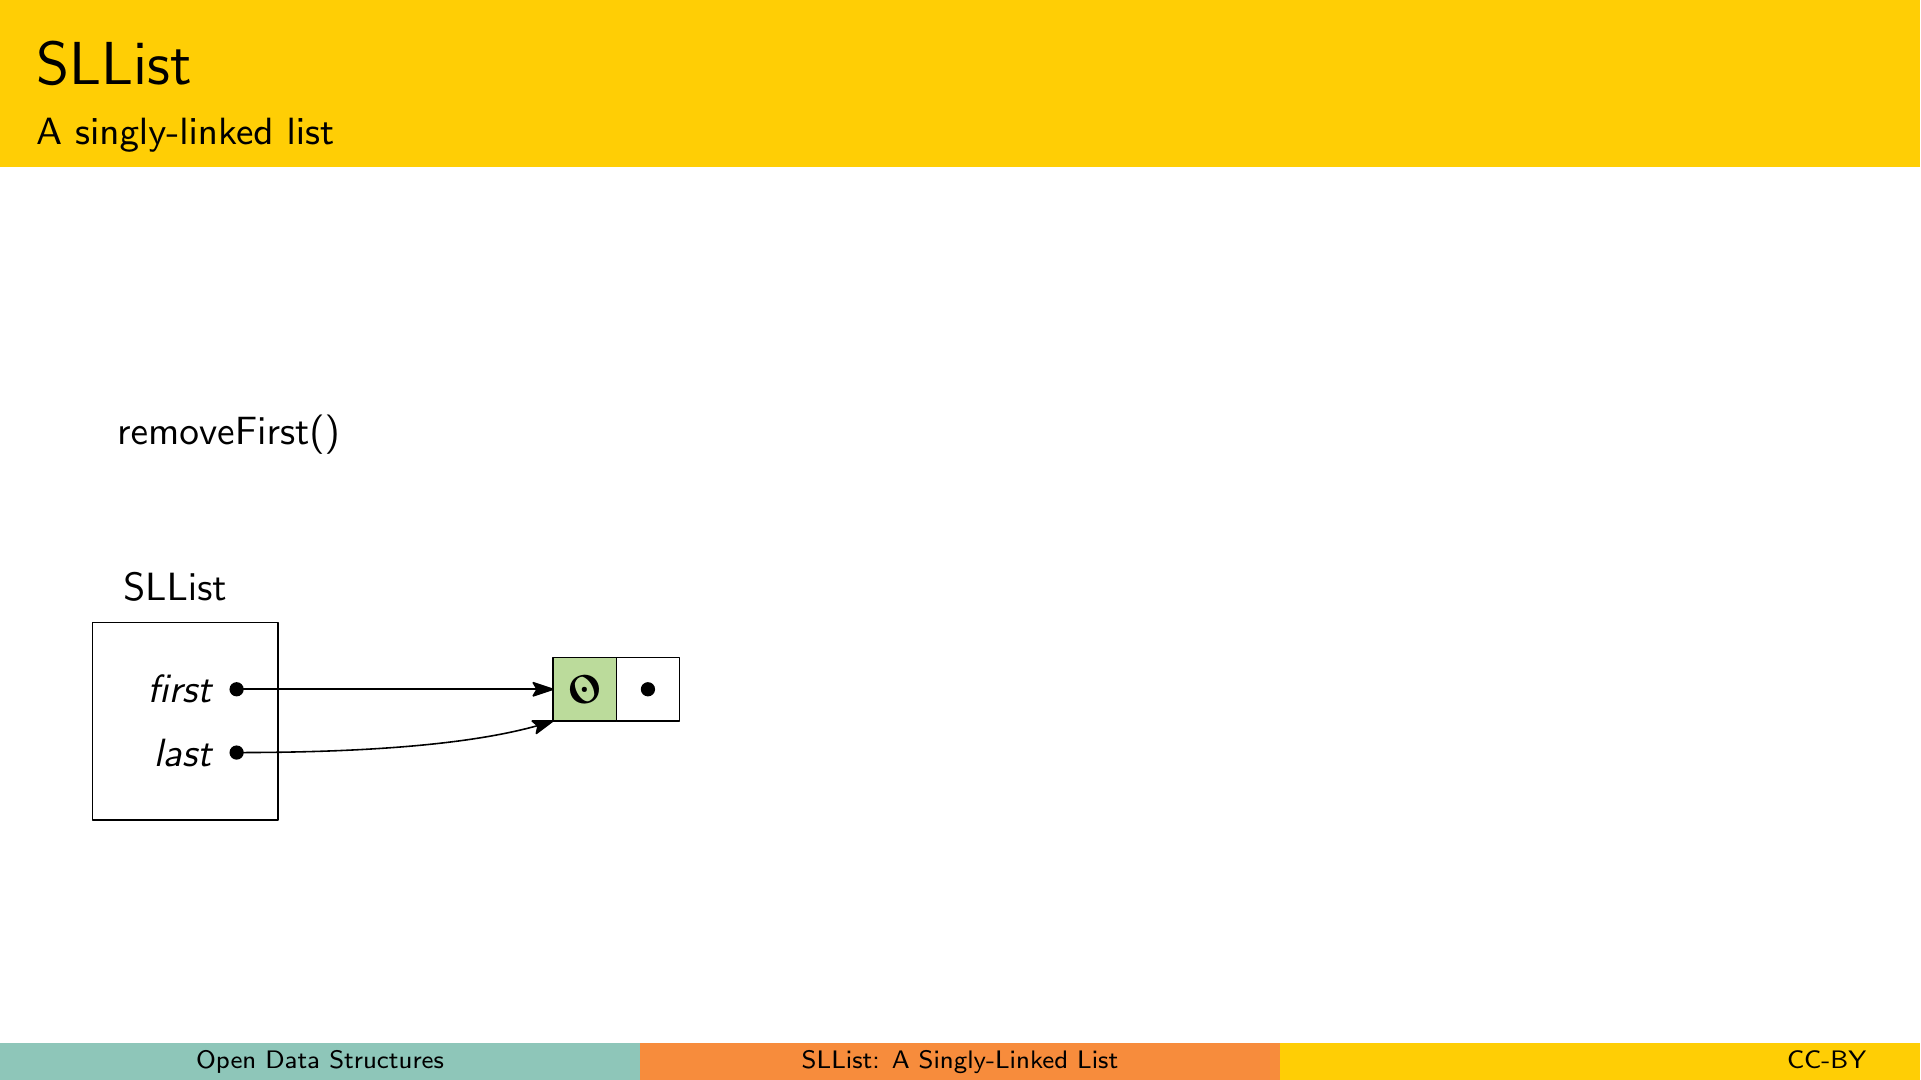 SLList
A singly-linked list
removeFirst()
SLList
first
last
Open Data Structures
SLList: A Singly-Linked List
CC-BY